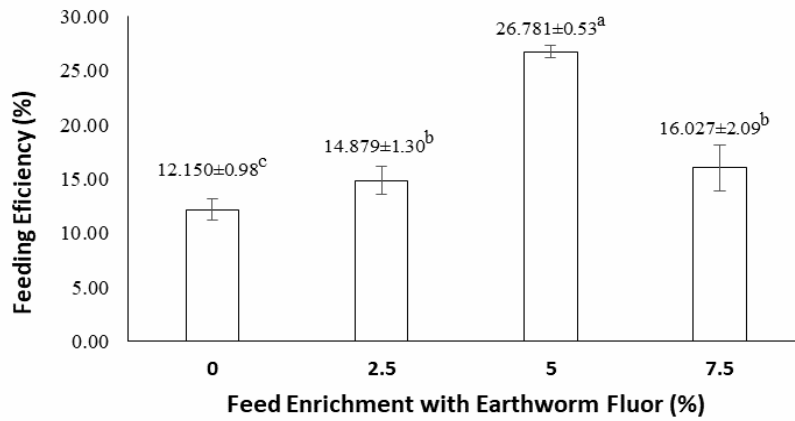 30.00
25.00
20.00
15.00
10.00
5.00
0.00
Feeding Eficiency (%)
12.150±0.98c
14.879±1.30b
26.781±0.53a
16.027±2.09b
0 2.5 5 7.5
Feed Enrichment with Earthworm Fluor (%)